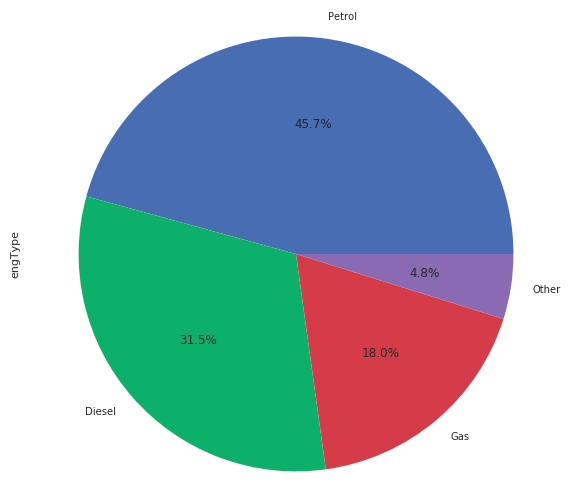 Petrol
45.7%
engType
4.8%
Other
31.5%
18.0%
Diesel
Gas